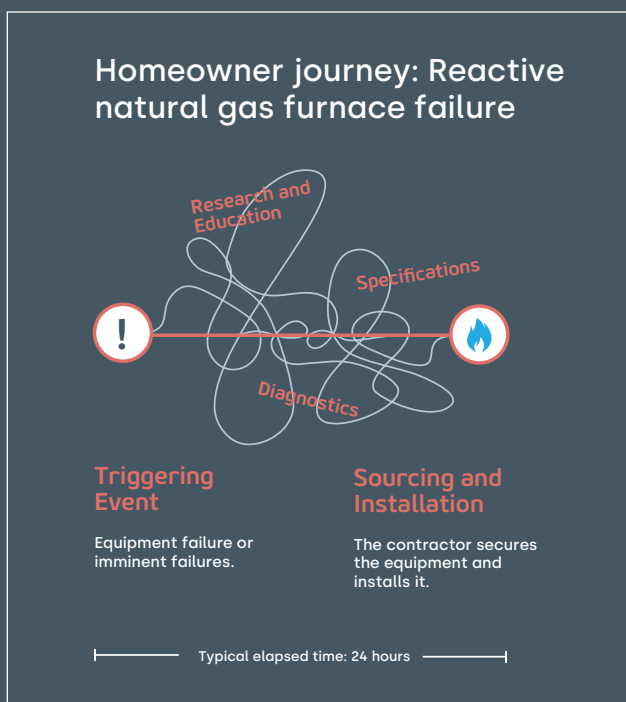 Homeowner journey: Reactive
natural gas furnace failure
Research and
Education
Specifications
!
Diagnostics
Triggering
Event
Equipment failure or
imminent failures.
Sourcing and
Installation
The contractor secures
the equipment and
installs it.
Typical elapsed time: 24 hours